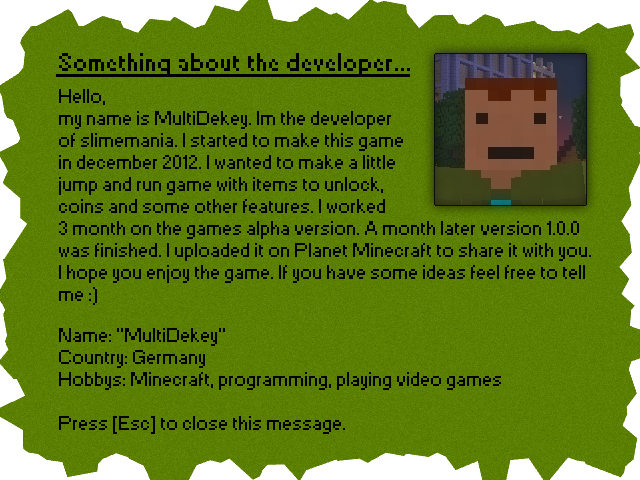 Something about the developer...
Hello,
my name is MultiDekey. Im the developer
of slimemania. I started to make this game
in december 2012. I wanted to make a little
jump and run game with items to unlock,
coins and some other features. I worked
3 month on the games alpha version. A month later version 1.0.0
was finished. I uploaded it on Planet Minecraft to share it with you.
I hope you enjoy the game. If you have some ideas feel free to tell
me :)
Name: "MultiDekey"
Country: Germany
Hobbys: Minecraft, programming, playing video games
Press [Esc] to close this message.